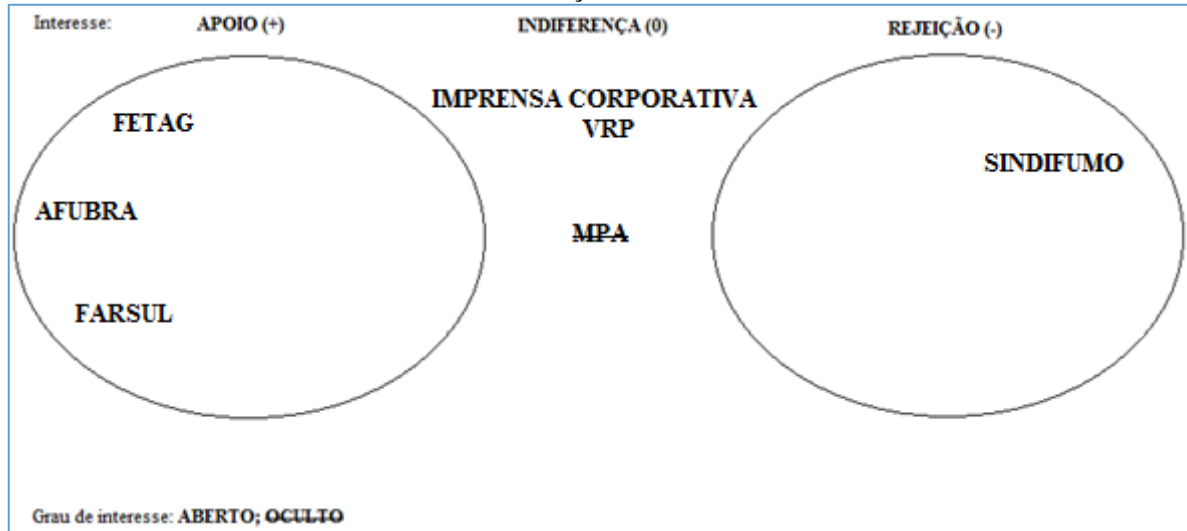 Interesse: APOIO (+) INDIFERENÇA (0) REJEIÇÃO (-)
IMPRENSA CORPORATIVA
VRP
FETAG
SINDIFUMO
AFUBRA
MPA
FARSUL
Grau de interesse: ABERTO; OCULTO